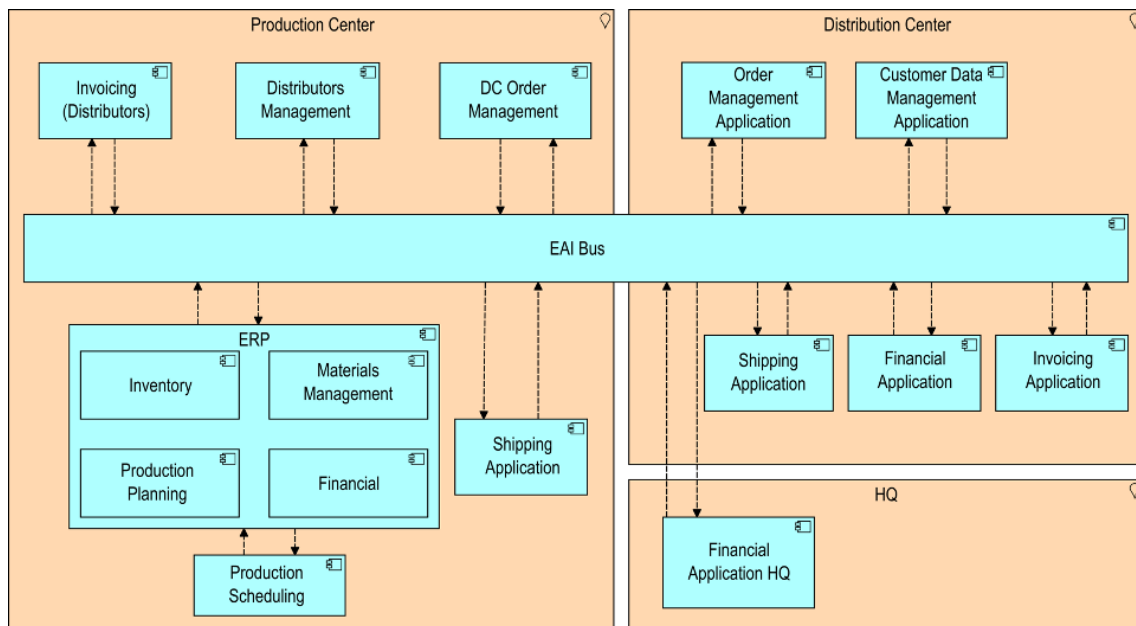 Production Center
Invoicing
(Distributors)
Distributors
Management
DC Order
Management
Distribution Center
Order
Management
Application
Customer Data
Management
Application
EAI Bus
ERP
Inventory
Materials
Management
Production
Planning
Financial
Production
Scheduling
Shipping
Application
Shipping
Application
Financial
Application
Invoicing
Application
HQ
Financial
Application HQ